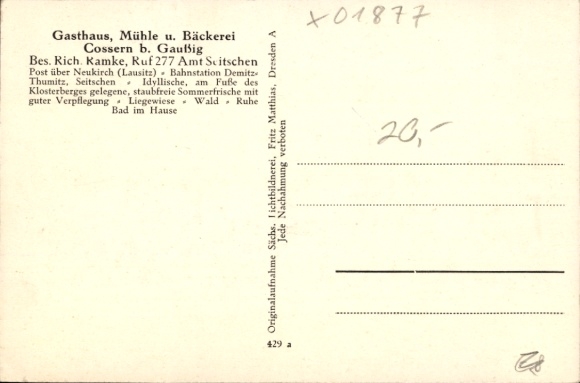 Gasthaus, Mühle u. Bäckerei
Cossern b. Gaußig
Bes. Rich. Kamke, Ruf 277 Amt Seitschen
Post über Neukirch (Lausitz) • Bahnstation Demitz-
Thumitz, Seitschen • Idyllische, am Fuße des
Klosterberges gelegene, staubfreie Sommerfrische mit
guter Verpflegung • Liegewiese • Wald • Ruhe
Bad im Hause
Originalaufnahme Sächs. Lichtbildnerei, Fritz Matthias, Dresden A
Jede Nachahmung verboten
429 a
x01877
20,-